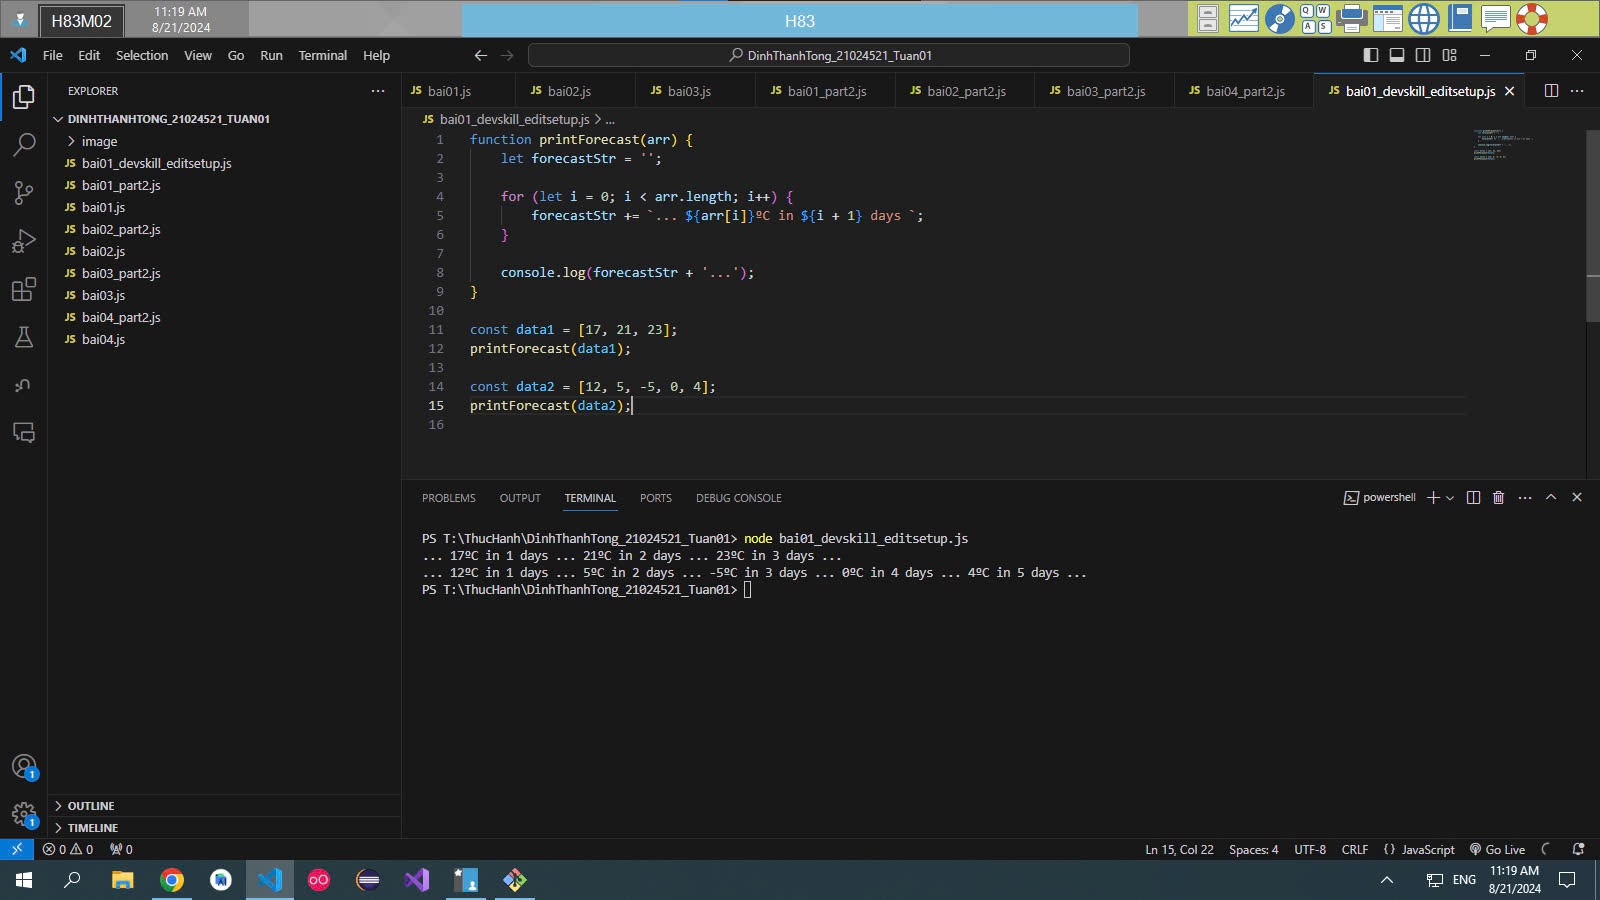 H83M02
11:19 AM
8/21/2024
H83
Q W
A S
File Edit Selection View Go Run Terminal Help
DinhThanhTong_21024521_Tuan01
EXPLORER
JS bai01.js JS bai02.js JS bai03.js JS bai01_part2.js JS bai02_part2.js JS bai03_part2.js JS bai04_part2.js JS bai01_devskill_editsetup.js
DINHTHANHTONG_21024521_TUAN01
image
JS bai01_devskill_editsetup.js
JS bai01_part2.js
JS bai01.js
JS bai02_part2.js
JS bai02.js
JS bai03_part2.js
JS bai03.js
JS bai04_part2.js
JS bai04.js
OUTLINE
TIMELINE
JS bai01_devskill_editsetup.js > ...
1 function printForecast(arr) {
2 let forecastStr = '';
3
4 for (let i = 0; i < arr.length; i++) {
5 forecastStr += `... ${arr[i]}ºC in ${i + 1} days `;
6 }
7
8 console.log(forecastStr + '...');
9 }
10
11 const data1 = [17, 21, 23];
12 printForecast(data1);
13
14 const data2 = [12, 5, -5, 0, 4];
15 printForecast(data2);
16
PROBLEMS OUTPUT TERMINAL PORTS DEBUG CONSOLE
powershell
PS T:\ThucHanh\DinhThanhTong_21024521_Tuan01> node bai01_devskill_editsetup.js
... 17ºC in 1 days ... 21ºC in 2 days ... 23ºC in 3 days ...
... 12ºC in 1 days ... 5ºC in 2 days ... -5ºC in 3 days ... 0ºC in 4 days ... 4ºC in 5 days ...
PS T:\ThucHanh\DinhThanhTong_21024521_Tuan01>
1
1
0 0 0
Ln 15, Col 22 Spaces: 4 UTF-8 CRLF {} JavaScript Go Live
ENG
11:19 AM
8/21/2024